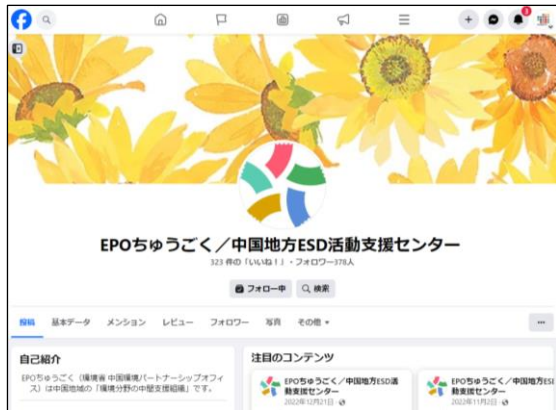 3
EPOちゅうごく／中国地方ESD活動支援センター
323 件の「いいね！」・フォロワー378人
フォロー中
検索
投稿 基本データ メンション レビュー フォロワー 写真 その他
自己紹介
EPOちゅうごく（環境省 中国環境パートナーシップオフィ
ス）は中国地域の「環境分野の中間支援組織」です。
注目のコンテンツ
EPOちゅうごく／中国地方ESD活
動支援センター
2022年12月21日
EPOちゅうごく／中国地方ESD
動支援センター
2022年11月2日